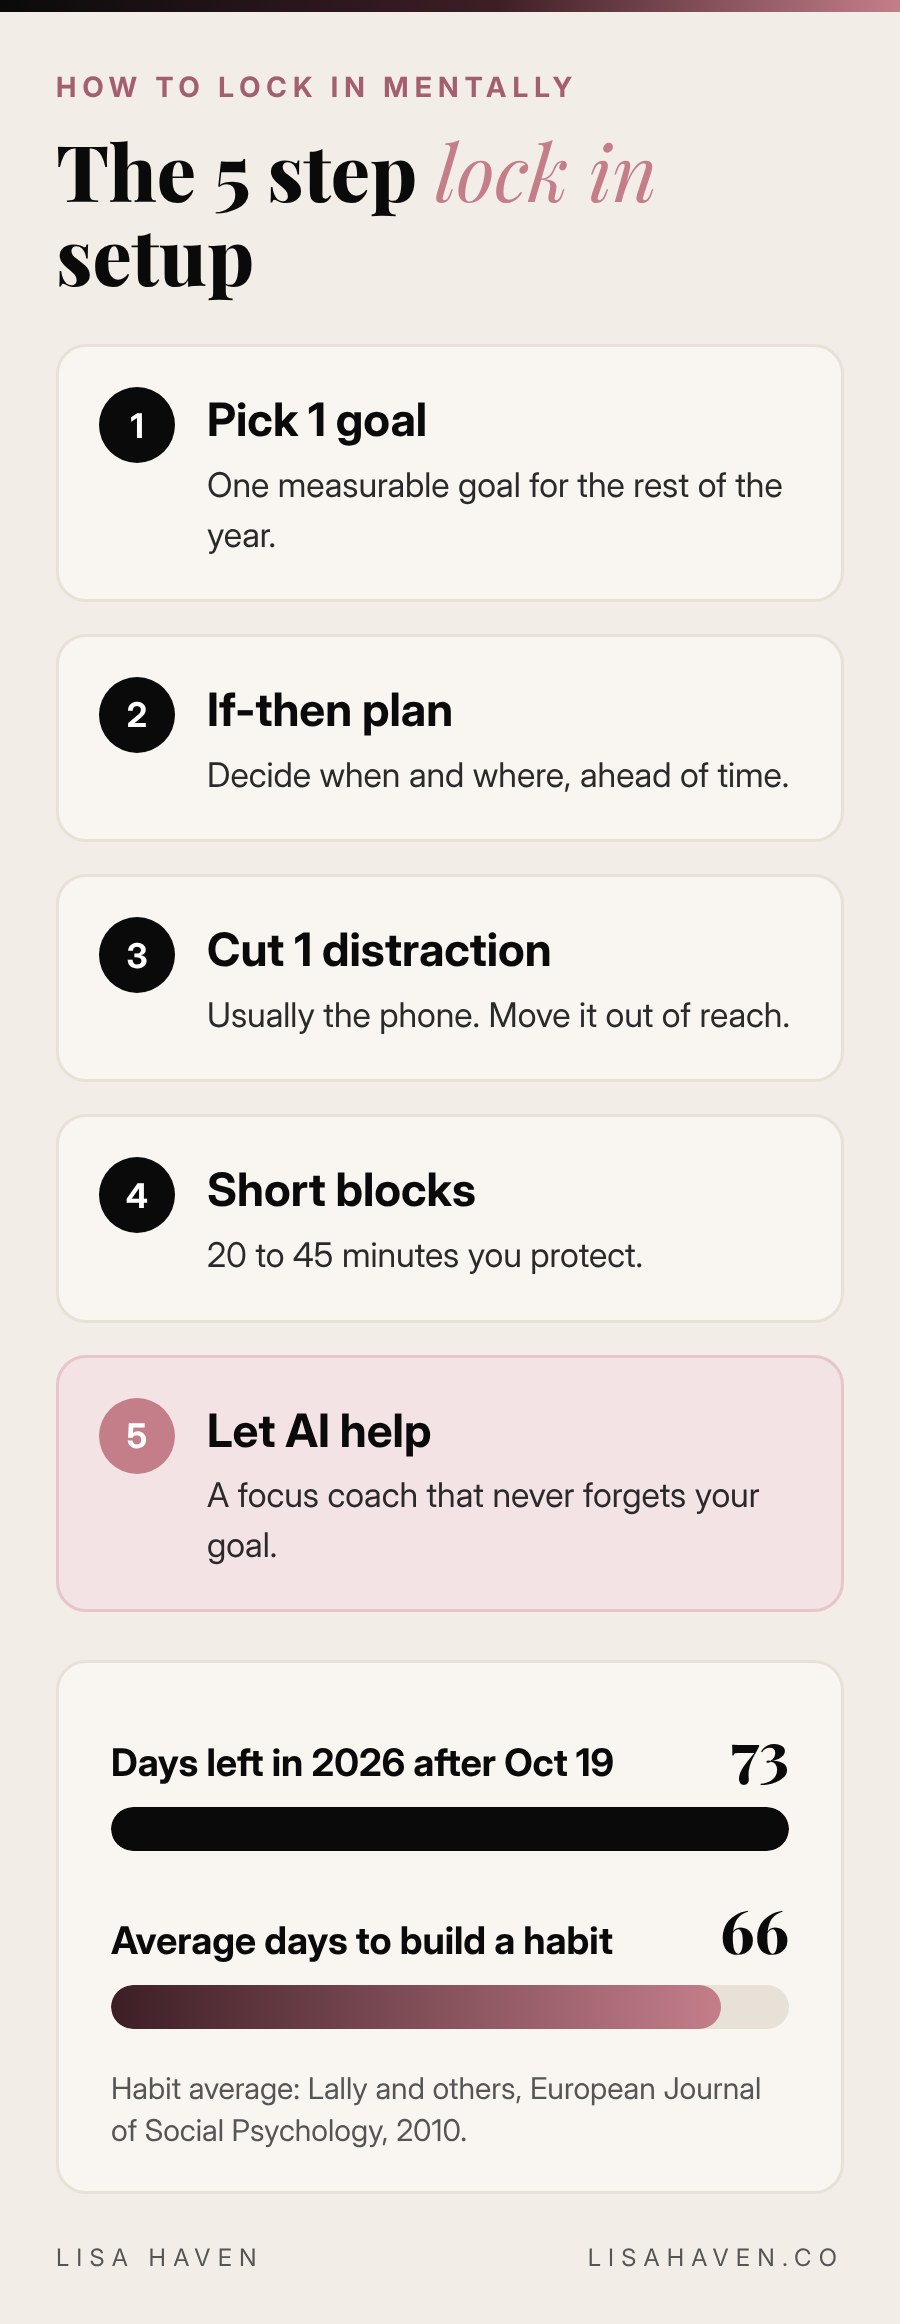 HOW TO LOCK IN MENTALLY
The 5 step lock in
setup
1
Pick 1 goal
One measurable goal for the rest of the
year.
2
If-then plan
Decide when and where, ahead of time.
3
Cut 1 distraction
Usually the phone. Move it out of reach.
4
Short blocks
20 to 45 minutes you protect.
5
Let AI help
A focus coach that never forgets your
goal.
Days left in 2026 after Oct 19 73
Average days to build a habit 66
Habit average: Lally and others, European Journal
of Social Psychology, 2010.
LISA HAVEN LISAHAVEN.CO